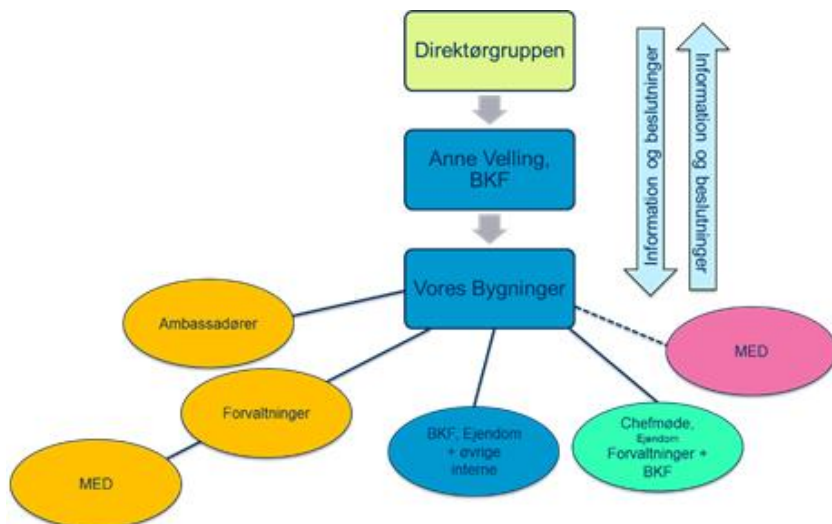 Direktørgruppen
Information og beslutninger
Information og beslutninger
Anne Velling,
BKF
Vores Bygninger
Ambassadører
MED
Forvaltninger
BKF, Ejendom
+ øvrige
interne
Chefmøde, Ejendom
Forvaltninger +
BKF
MED